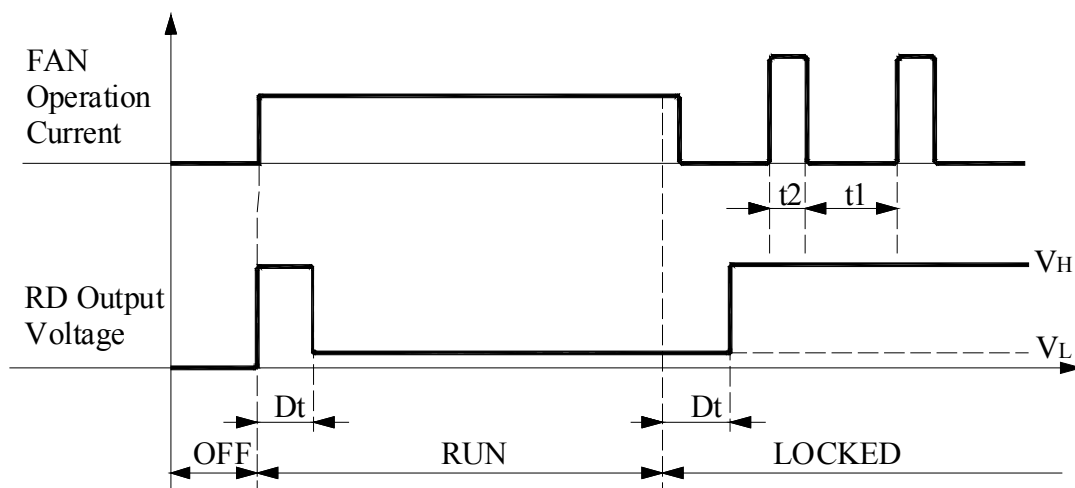 FAN
Operation
Current
t2
t1
VH
RD Output
Voltage
VL
Dt
Dt
OFF
RUN
LOCKED